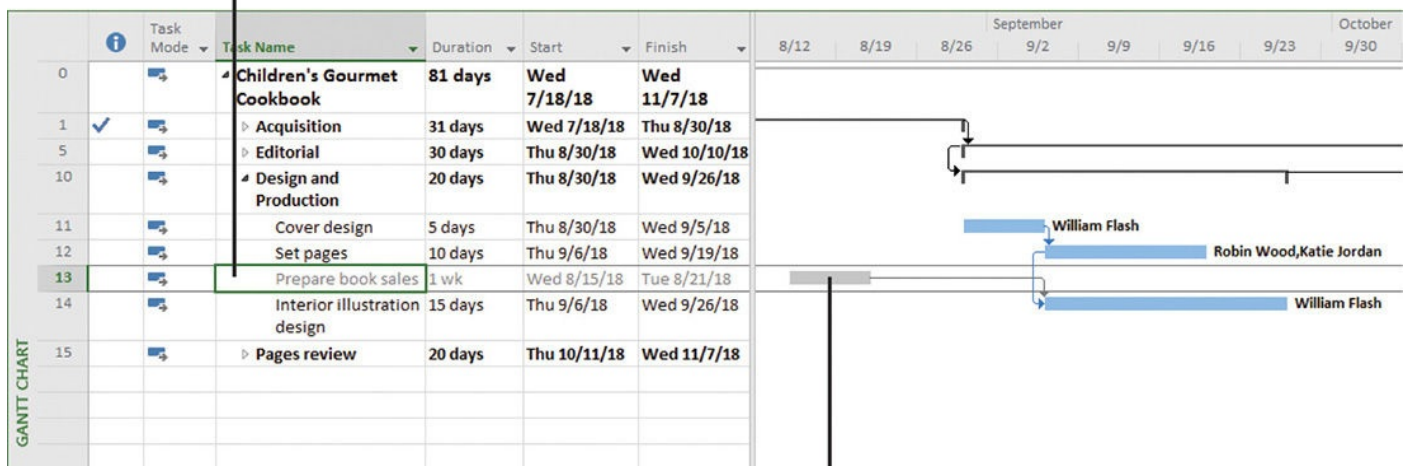 September October
Task
Mode Task Name Duration Start Finish 8/12 8/19 8/26 9/2 9/9 9/16 9/23 9/30
0 Children's Gourmet 81 days Wed Wed
Cookbook 7/18/18 11/7/18
1 Acquisition 31 days Wed 7/18/18 Thu 8/30/18
5 Editorial 30 days Thu 8/30/18 Wed 10/10/18
10 Design and 20 days Thu 8/30/18 Wed 9/26/18
Production
11 Cover design 5 days Thu 8/30/18 Wed 9/5/18 William Flash
12 Set pages 10 days Thu 9/6/18 Wed 9/19/18 Robin Wood,Katie Jordan
13 Prepare book sales 1 wk Wed 8/15/18 Tue 8/21/18
14 Interior illustration 15 days Thu 9/6/18 Wed 9/26/18 William Flash
design
15 Pages review 20 days Thu 10/11/18 Wed 11/7/18
GANTT CHART